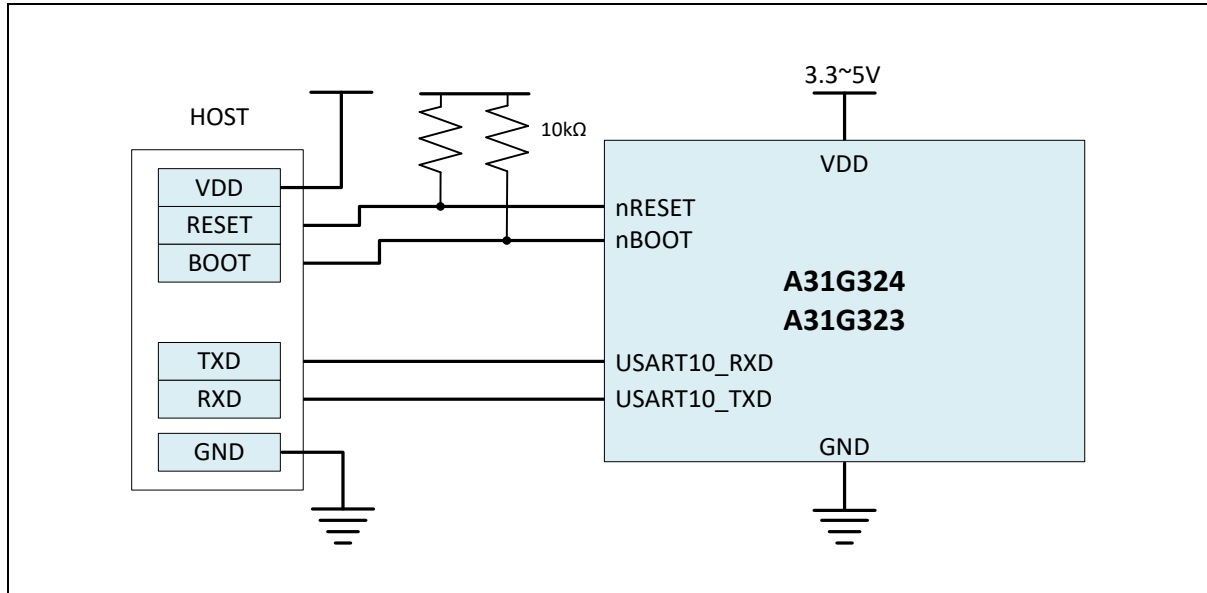 3.3~5V
HOST
10kΩ
VDD
VDD
RESET
BOOT
nRESET
nBOOT
A31G324
A31G323
TXD
RXD
USART10_RXD
USART10_TXD
GND
GND